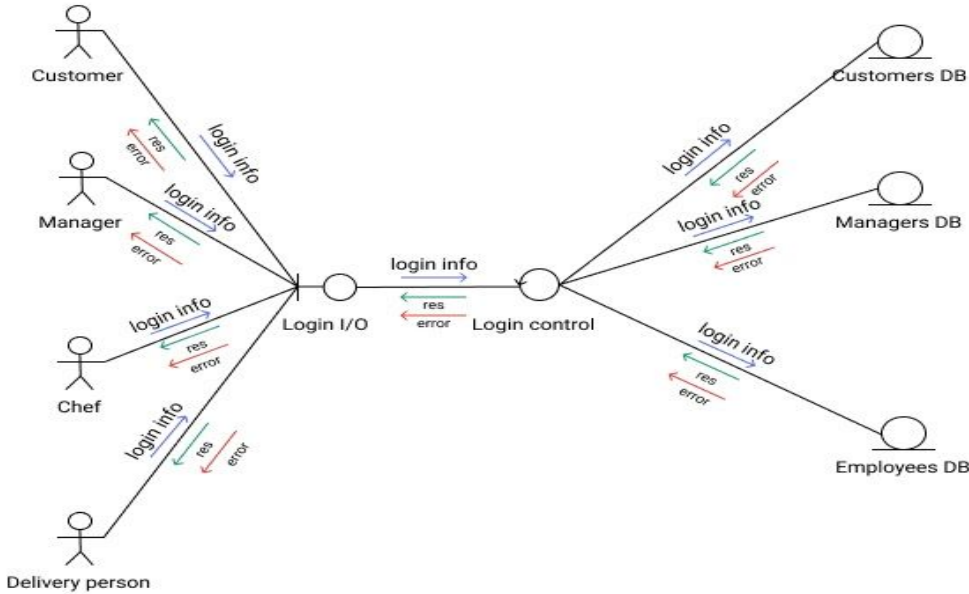 Customer
login info
res
error
Manager
login info
res
error
Chef
login info
res
error
Delivery person
login info
res
error
Login I/O
login info
res
error
Login control
login info
res
error
Customers DB
login info
res
error
Managers DB
login info
res
error
Employees DB